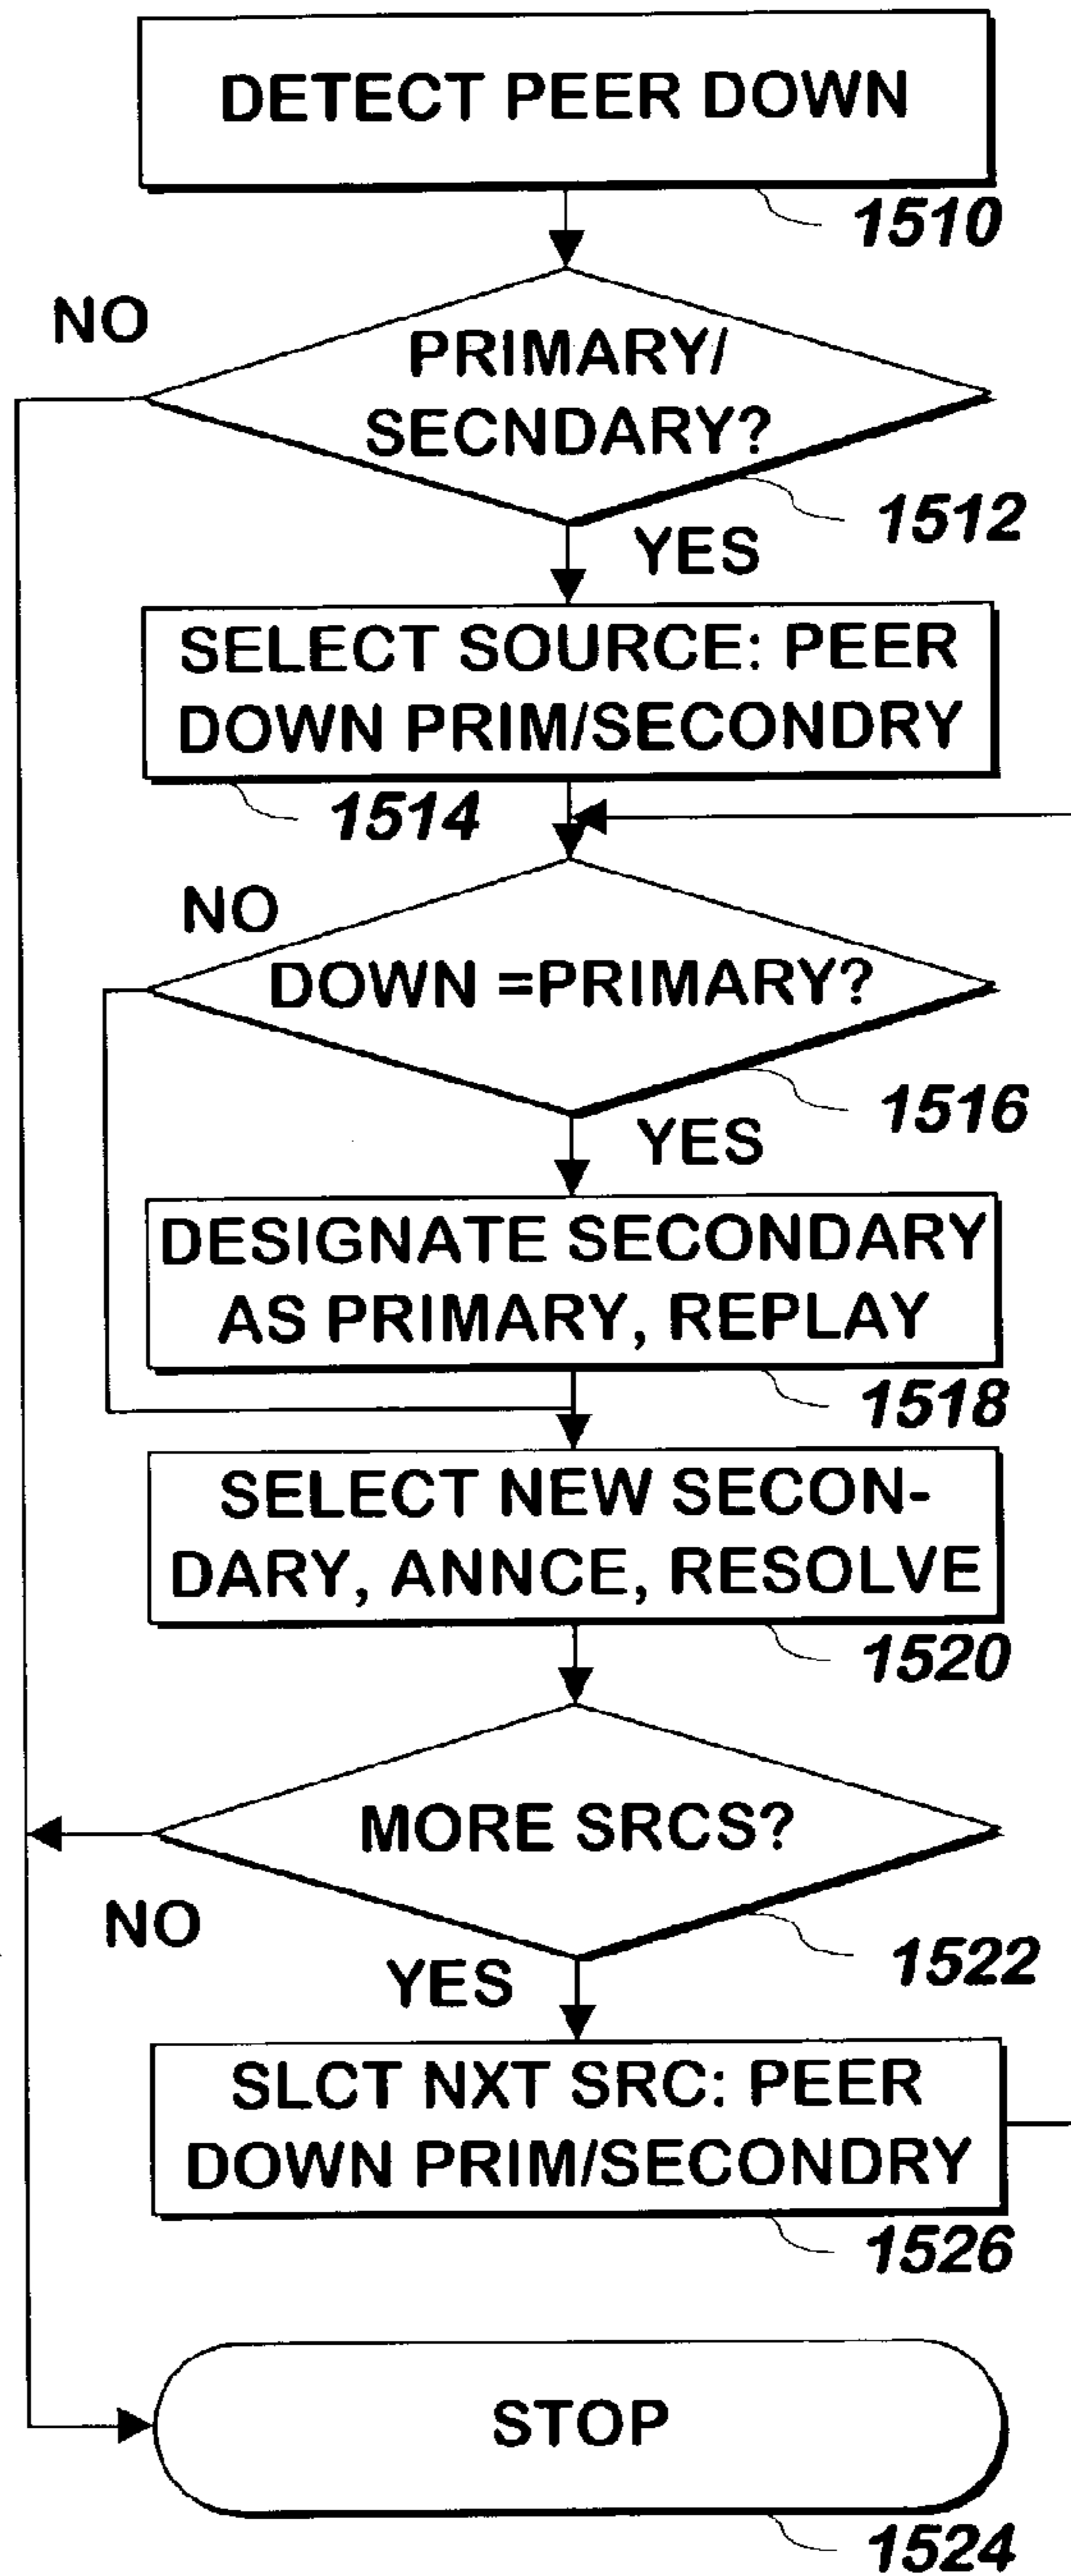 DETECT PEER DOWN
1510
NO
PRIMARY/
SECNDARY?
1512
YES
SELECT SOURCE: PEER
DOWN PRIM/SECONDRY
1514
NO
DOWN =PRIMARY?
1516
YES
DESIGNATE SECONDARY
AS PRIMARY, REPLAY
1518
SELECT NEW SECON-
DARY, ANNCE, RESOLVE
1520
MORE SRCS?
NO
1522
YES
SLCT NXT SRC: PEER
DOWN PRIM/SECONDRY
1526
STOP
1524